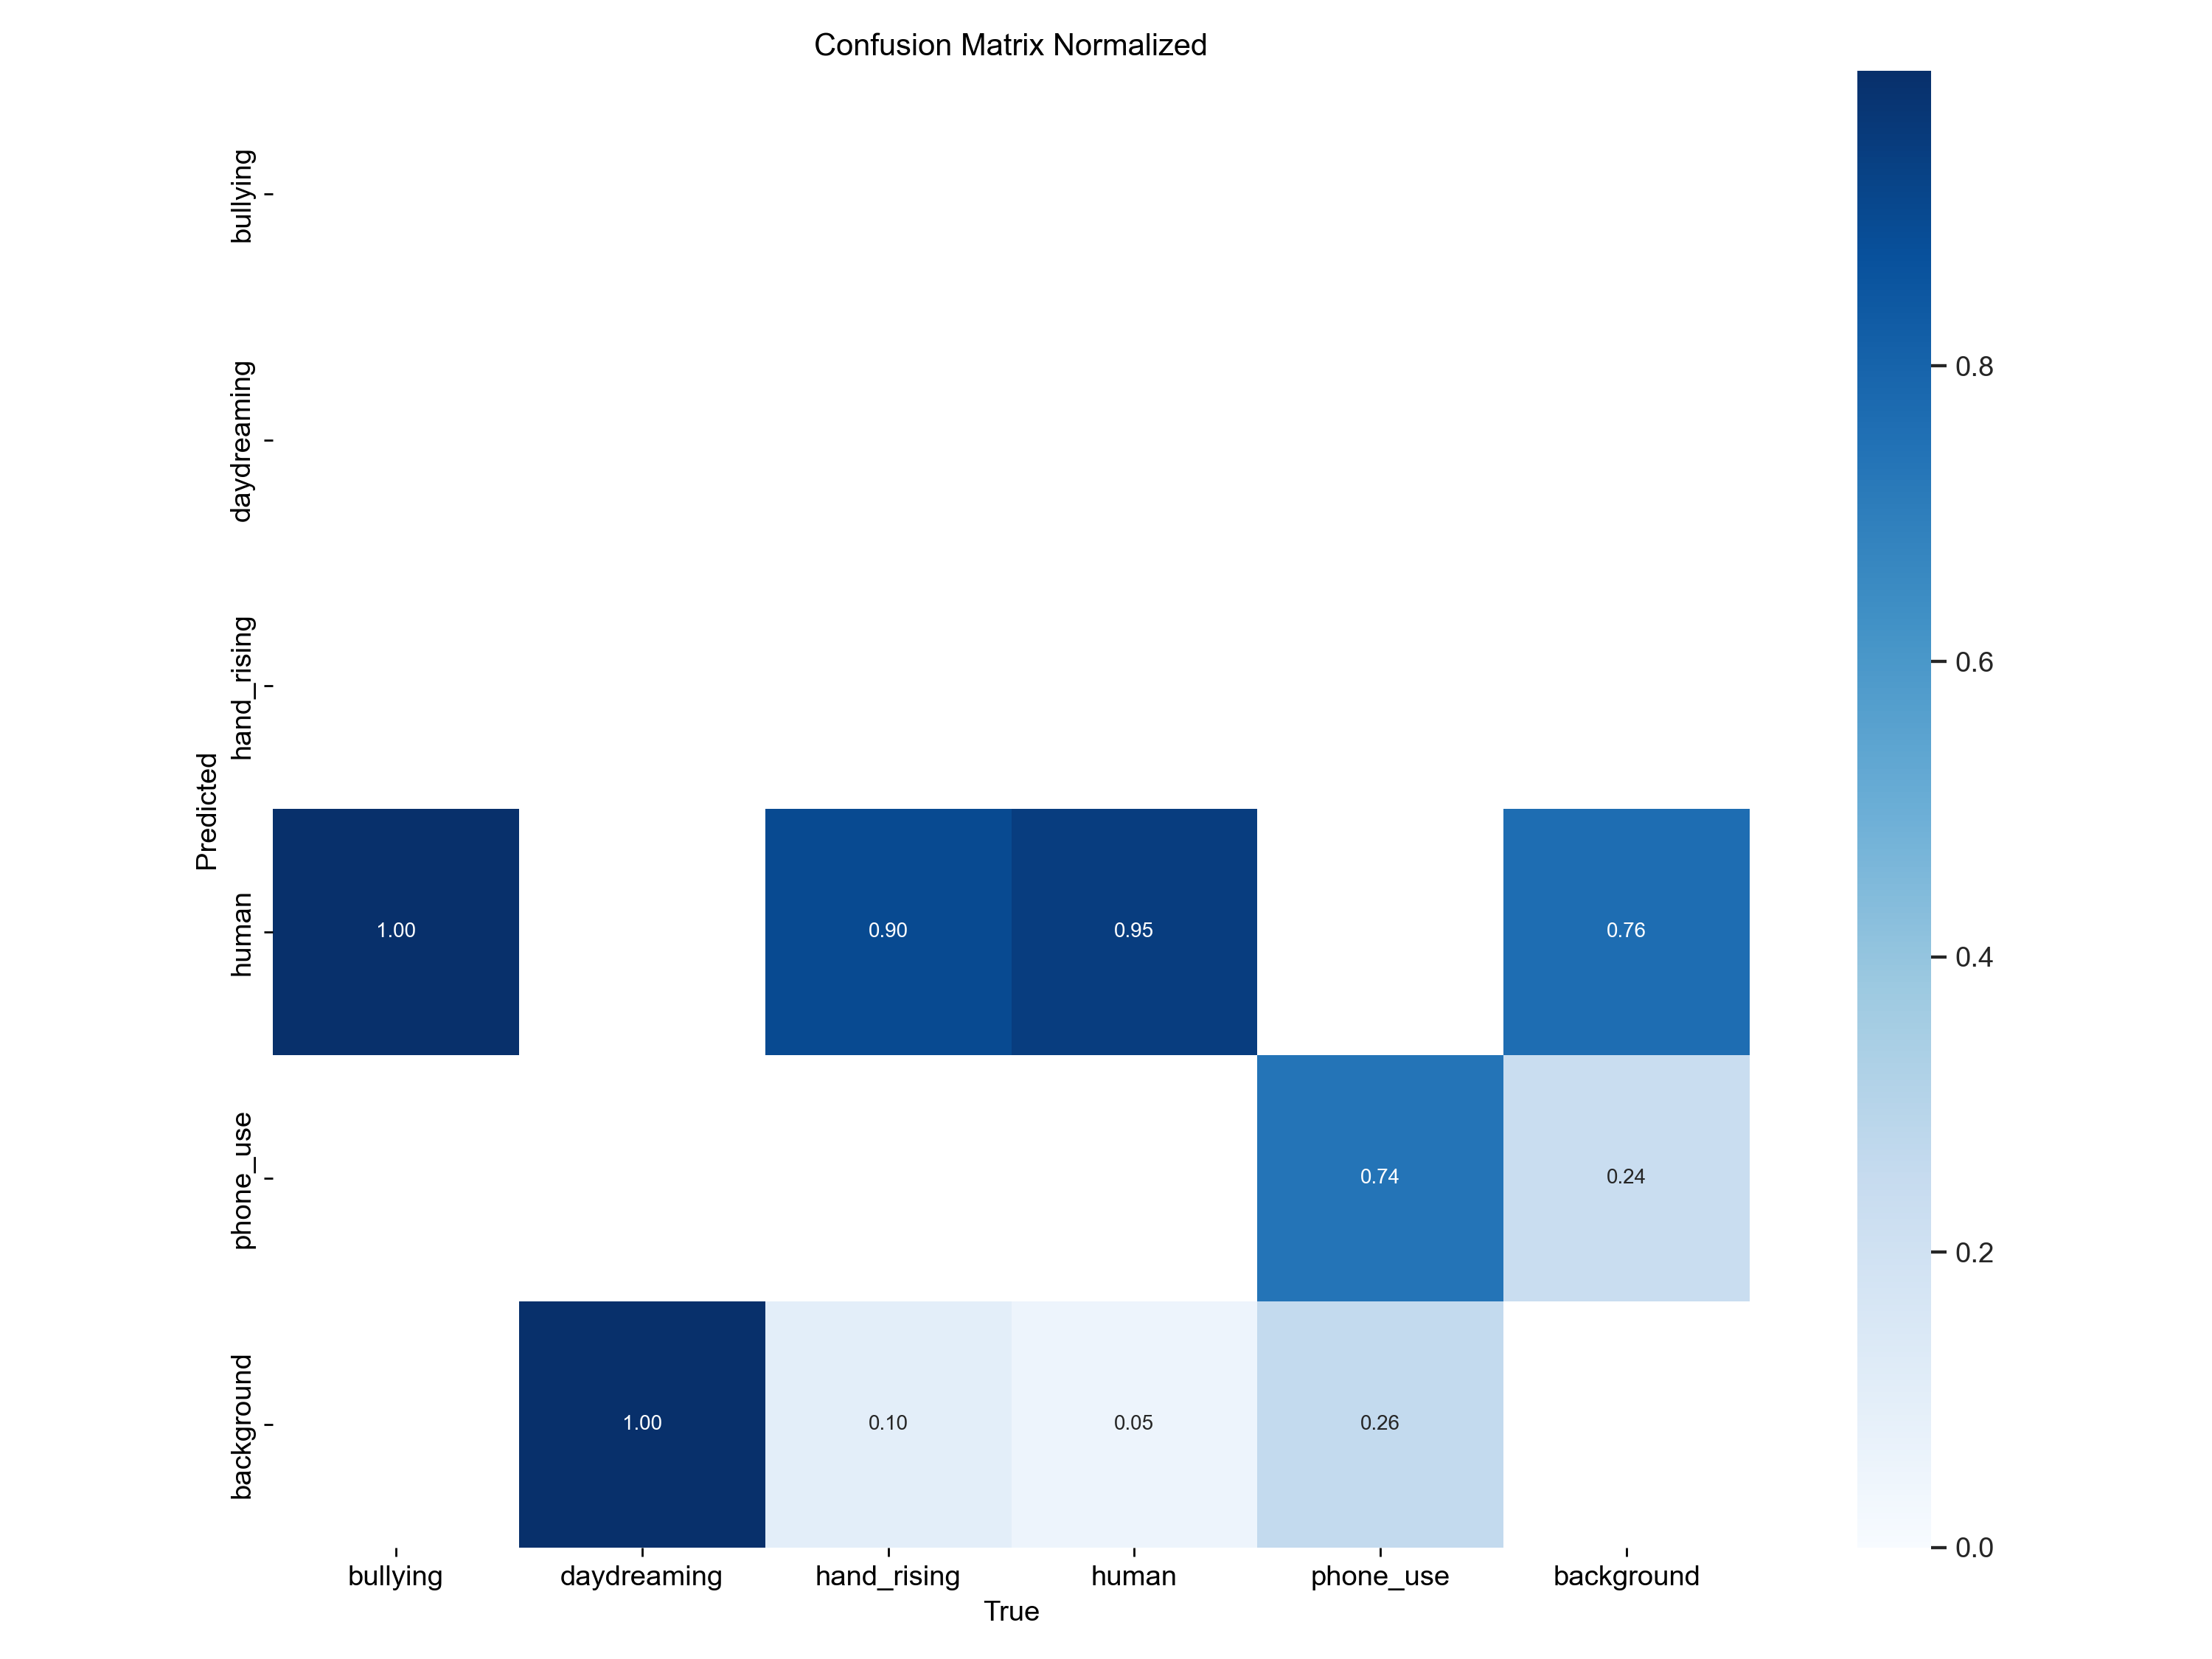 Confusion Matrix Normalized
Predicted
bullying
daydreaming
hand_rising
human
phone_use
background
1.00
0.90
0.95
0.76
0.74
0.24
1.00
0.10
0.05
0.26
bullying
daydreaming
hand_rising
human
phone_use
background
True
0.8
0.6
0.4
0.2
0.0